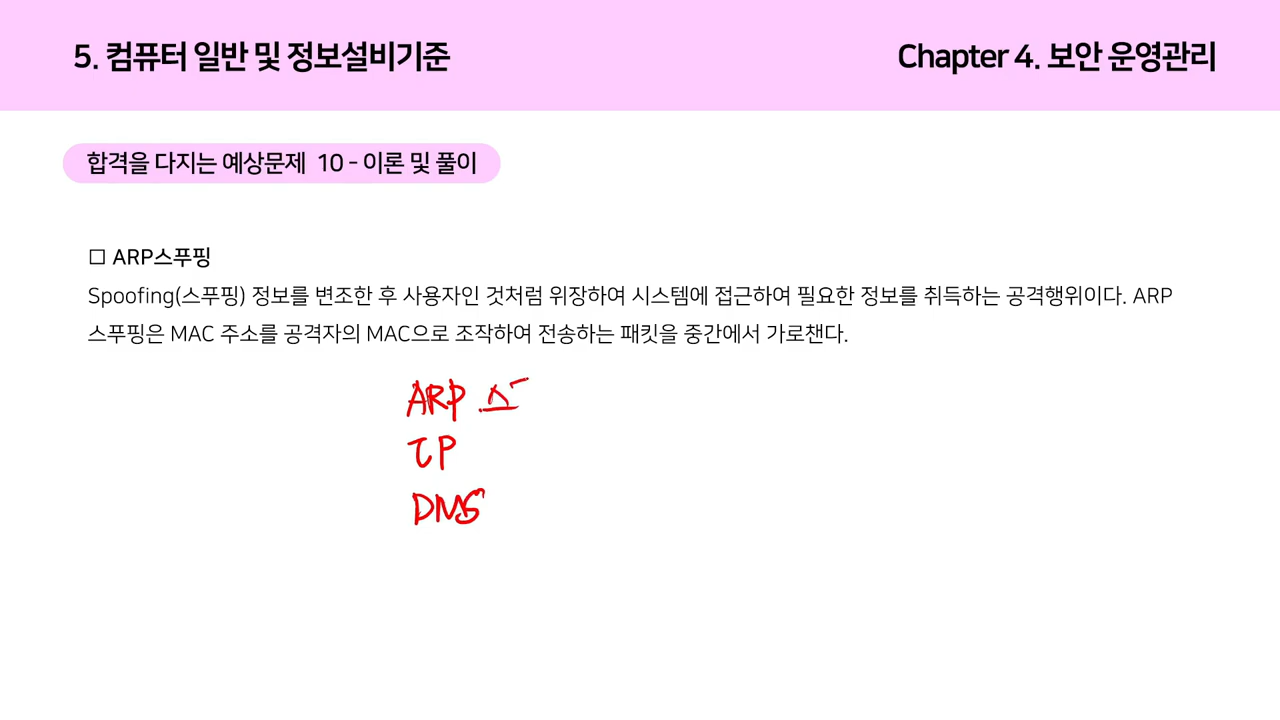 5. 컴퓨터 일반 및 정보설비기준
Chapter 4. 보안 운영관리
합격을 다지는 예상문제 10 - 이론 및 풀이
□ ARP스푸핑
Spoofing(스푸핑) 정보를 변조한 후 사용자인 것처럼 위장하여 시스템에 접근하여 필요한 정보를 취득하는 공격행위이다. ARP
스푸핑은 MAC 주소를 공격자의 MAC으로 조작하여 전송하는 패킷을 중간에서 가로챈다.
ARP 스
IP
DNS